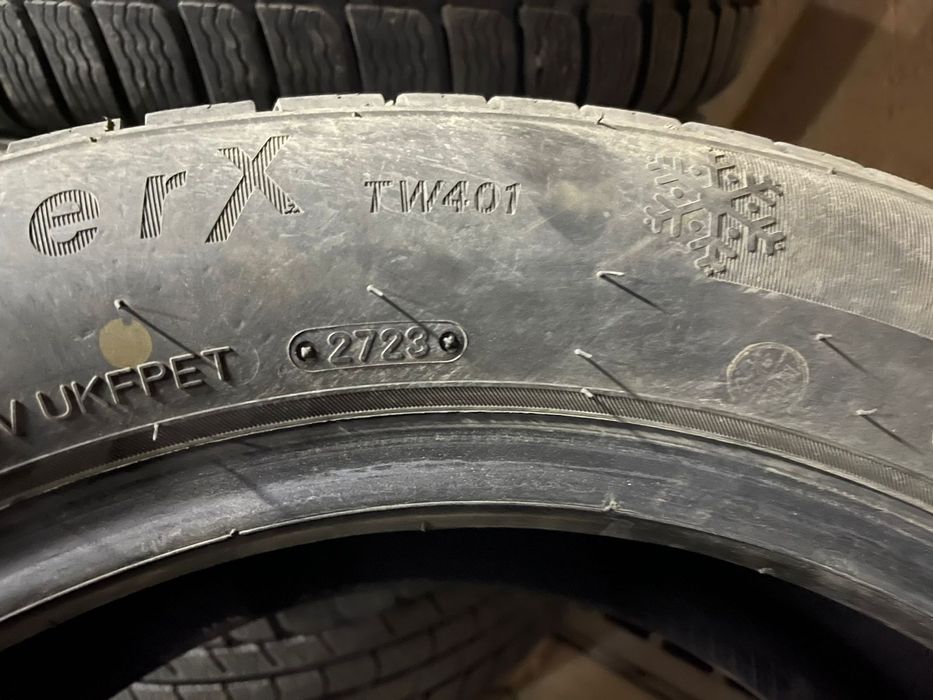 erX TW401
2723
V UKFPET